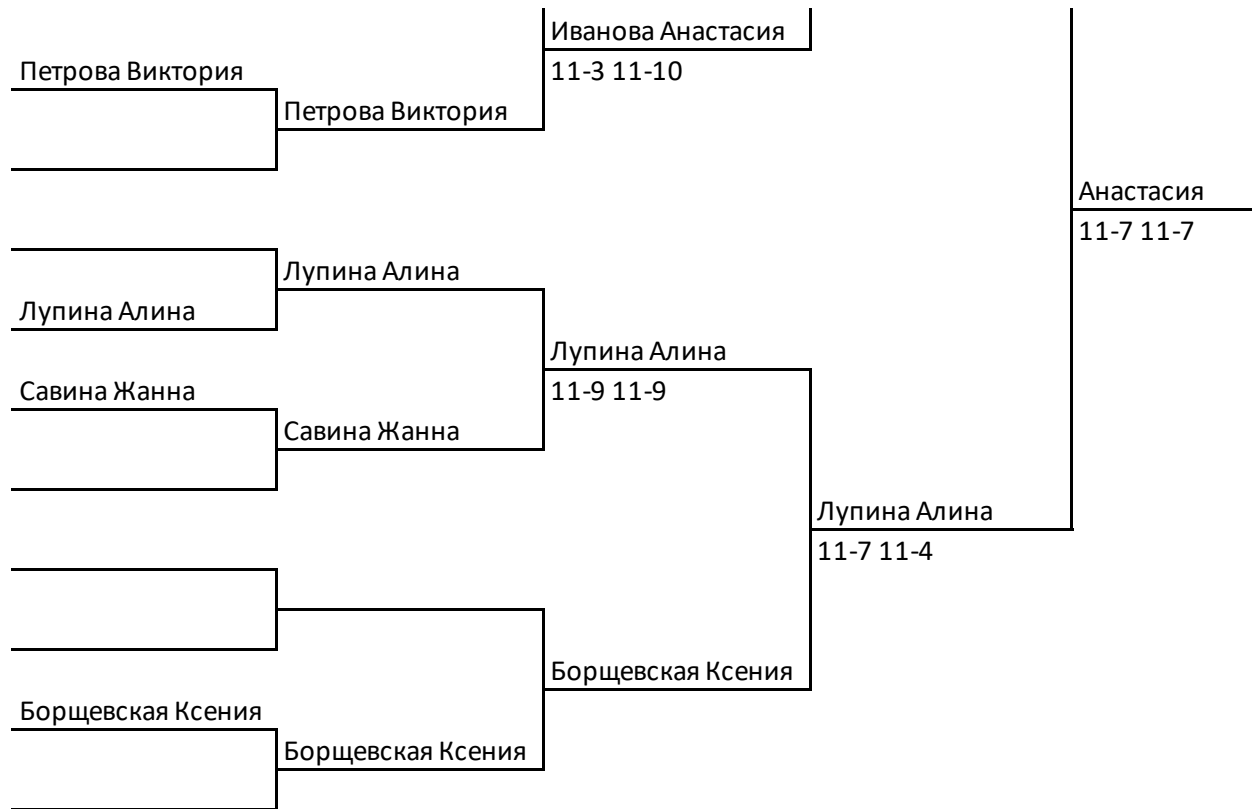 Иванова Анастасия
Петрова Виктория
11-3 11-10
Петрова Виктория
Анастасия
11-7 11-7
Лупина Алина
Лупина Алина
Лупина Алина
Савина Жанна
11-9 11-9
Савина Жанна
Лупина Алина
11-7 11-4
Борщевская Ксения
Борщевская Ксения
Борщевская Ксения